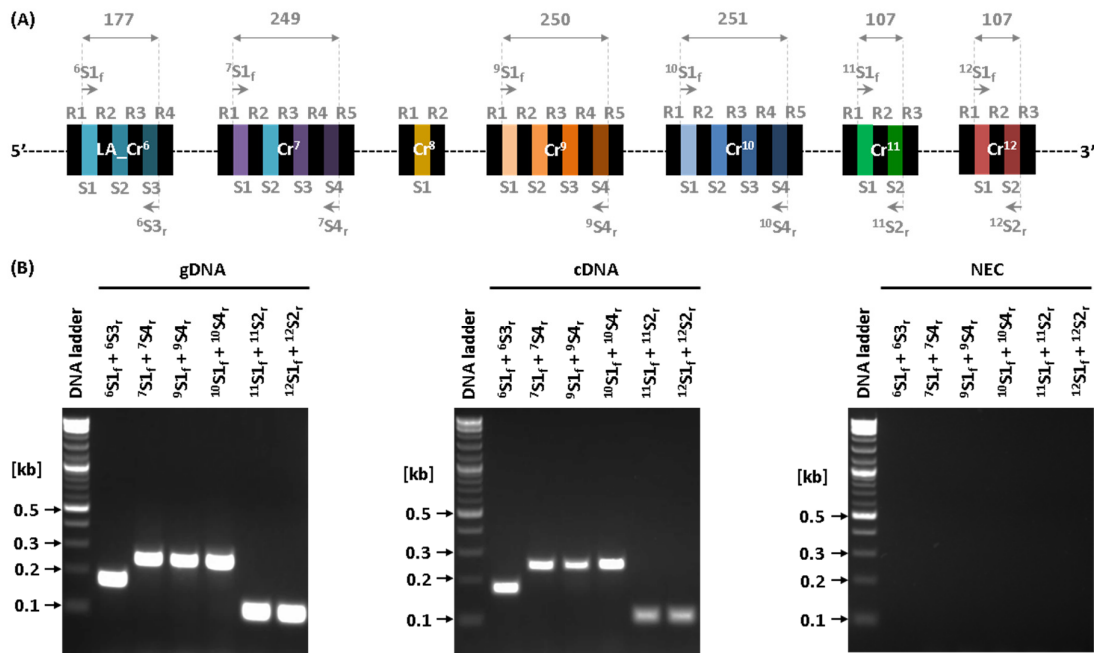 (A)
177 249 250 251 107 107
⁶S1f ⁷S1f ⁹S1f ¹⁰S1f ¹¹S1f ¹²S1f
R1 R2 R3 R4 R1 R2 R3 R4 R5 R1 R2 R1 R2 R3 R4 R5 R1 R2 R3 R4 R5 R1 R2 R3 R1 R2 R3
5’ LA_Cr⁶ Cr⁷ Cr⁸ Cr⁹ Cr¹⁰ Cr¹¹ Cr¹² 3’
S1 S2 S3 S1 S2 S3 S4 S1 S1 S2 S3 S4 S1 S2 S3 S4 S1 S2 S1 S2
⁶S3r ⁷S4r ⁹S4r ¹⁰S4r ¹¹S2r ¹²S2r
(B)
gDNA
DNA ladder
⁶S1f + ⁶S3r
⁷S1f + ⁷S4r
⁹S1f + ⁹S4r
¹⁰S1f + ¹⁰S4r
¹¹S1f + ¹¹S2r
¹²S1f + ¹²S2r
[kb]
0.5
0.3
0.2
0.1
cDNA
DNA ladder
⁶S1f + ⁶S3r
⁷S1f + ⁷S4r
⁹S1f + ⁹S4r
¹⁰S1f + ¹⁰S4r
¹¹S1f + ¹¹S2r
¹²S1f + ¹²S2r
[kb]
0.5
0.3
0.2
0.1
NEC
DNA ladder
⁶S1f + ⁶S3r
⁷S1f + ⁷S4r
⁹S1f + ⁹S4r
¹⁰S1f + ¹⁰S4r
¹¹S1f + ¹¹S2r
¹²S1f + ¹²S2r
[kb]
0.5
0.3
0.2
0.1